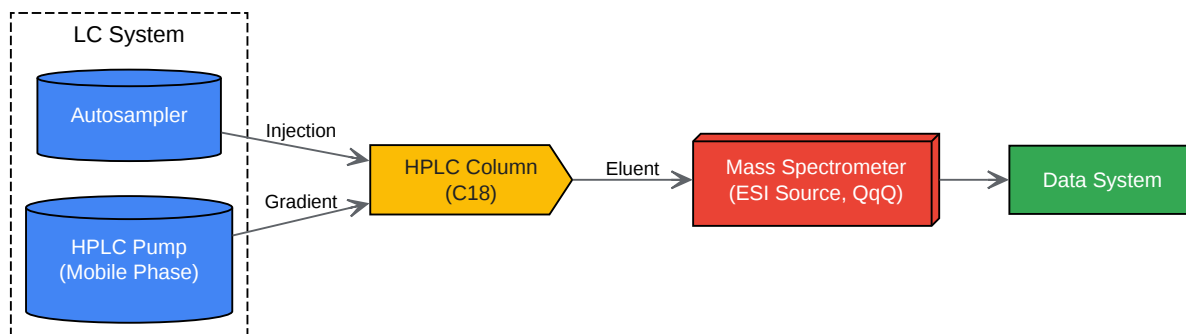 LC System
Autosampler
Injection
HPLC Column
(C18)
Eluent
Mass Spectrometer
(ESI Source, QqQ)
Data System
Gradient
HPLC Pump
(Mobile Phase)